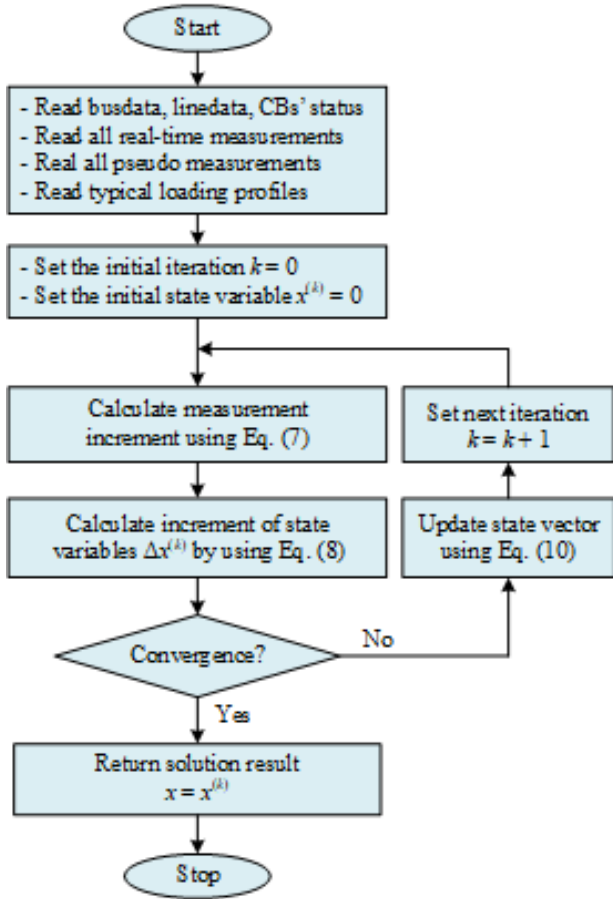 Start
- Read busdata, linedata, CBs’ status
- Read all real-time measurements
- Real all pseudo measurements
- Read typical loading profiles
- Set the initial iteration k = 0
- Set the initial state variable x⁽ᵏ⁾ = 0
Calculate measurement
increment using Eq. (7)
Set next iteration
k = k + 1
Calculate increment of state
variables Δx⁽ᵏ⁾ by using Eq. (8)
Update state vector
using Eq. (10)
Convergence?
No
Yes
Return solution result
x = x⁽ᵏ⁾
Stop